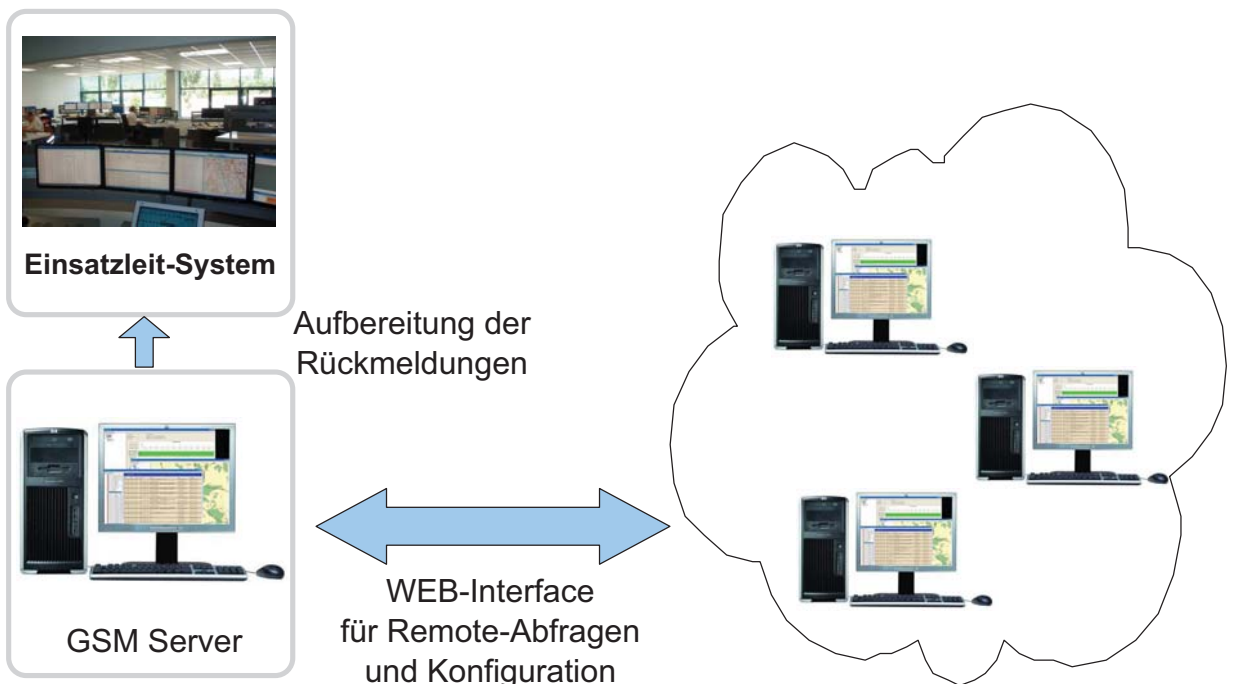 Einsatzleit-System
Aufbereitung der
Rückmeldungen
GSM Server
WEB-Interface
für Remote-Abfragen
und Konfiguration